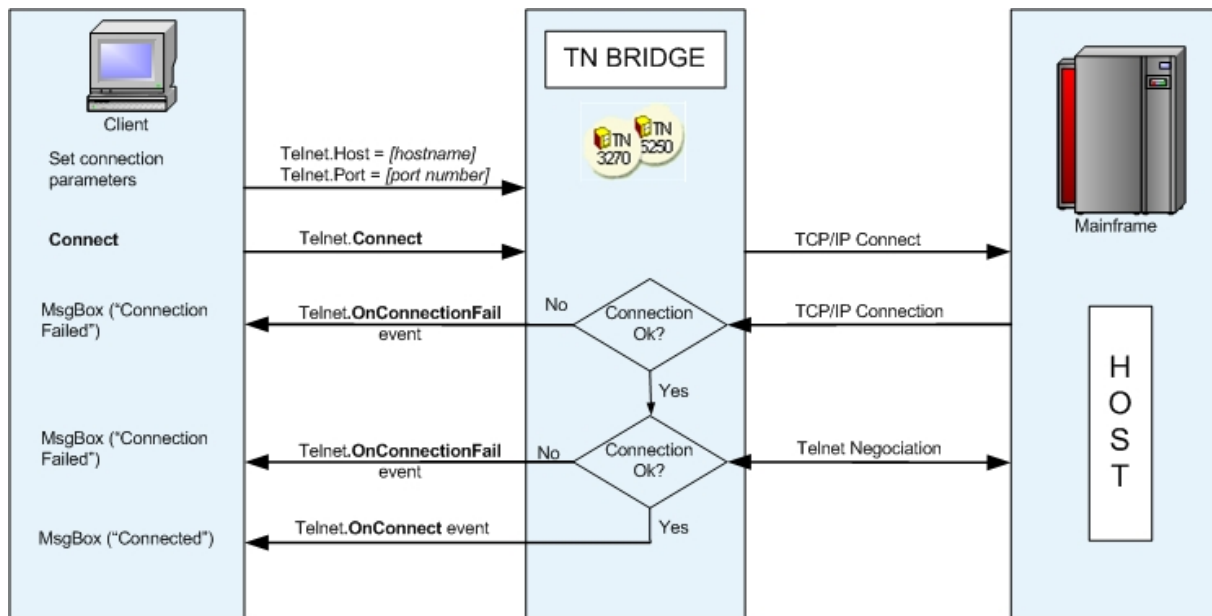 TN BRIDGE
Client
TN
5250
TN
3270
Set connection
parameters
Telnet.Host = [hostname]
Telnet.Port = [port number]
Mainframe
Connect
Telnet.Connect
TCP/IP Connect
MsgBox ("Connection
Failed")
Telnet.OnConnectionFail
event
No
Connection
Ok?
TCP/IP Connection
Yes
MsgBox ("Connection
Failed")
Telnet.OnConnectionFail
event
No
Connection
Ok?
Telnet Negociation
H
O
S
T
MsgBox ("Connected")
Telnet.OnConnect event
Yes